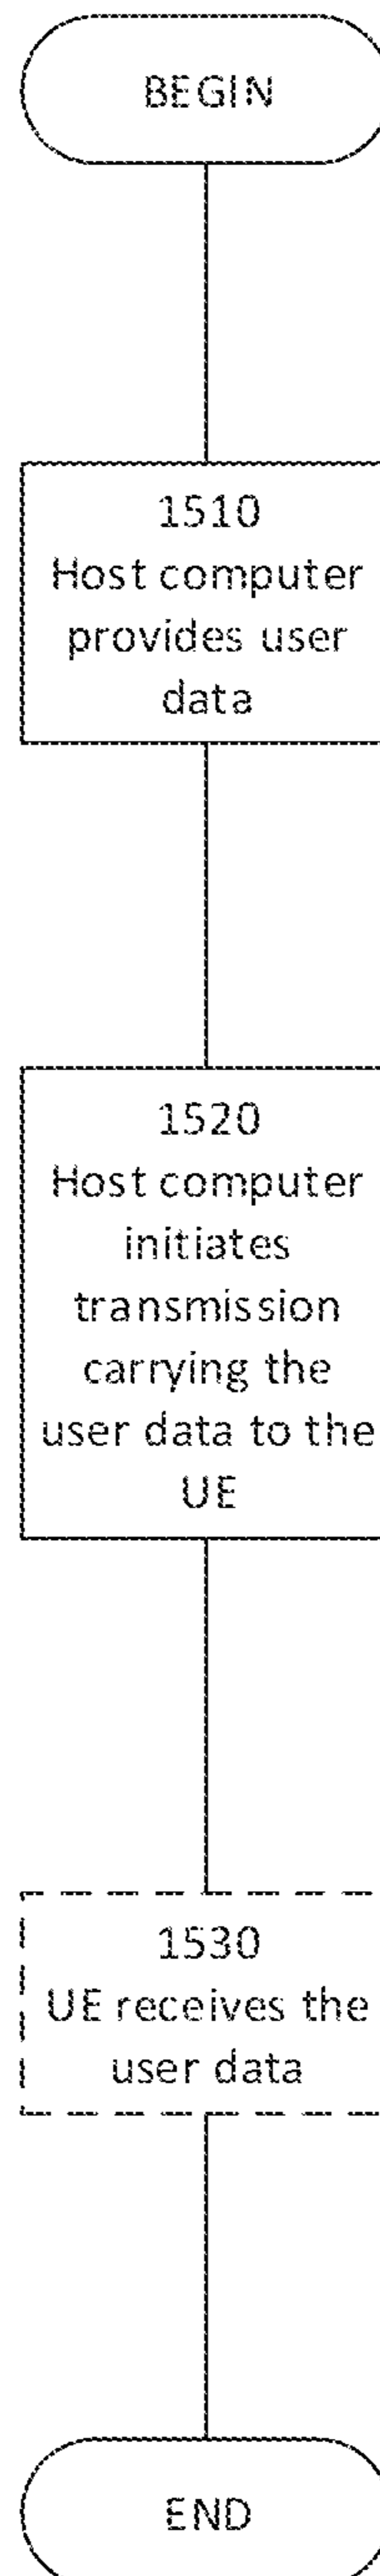 BEGIN
1510
Host computer
provides user
data
1520
Host computer
initiates
transmission
carrying the
user data to the
UE
1530
UE receives the
user data
END